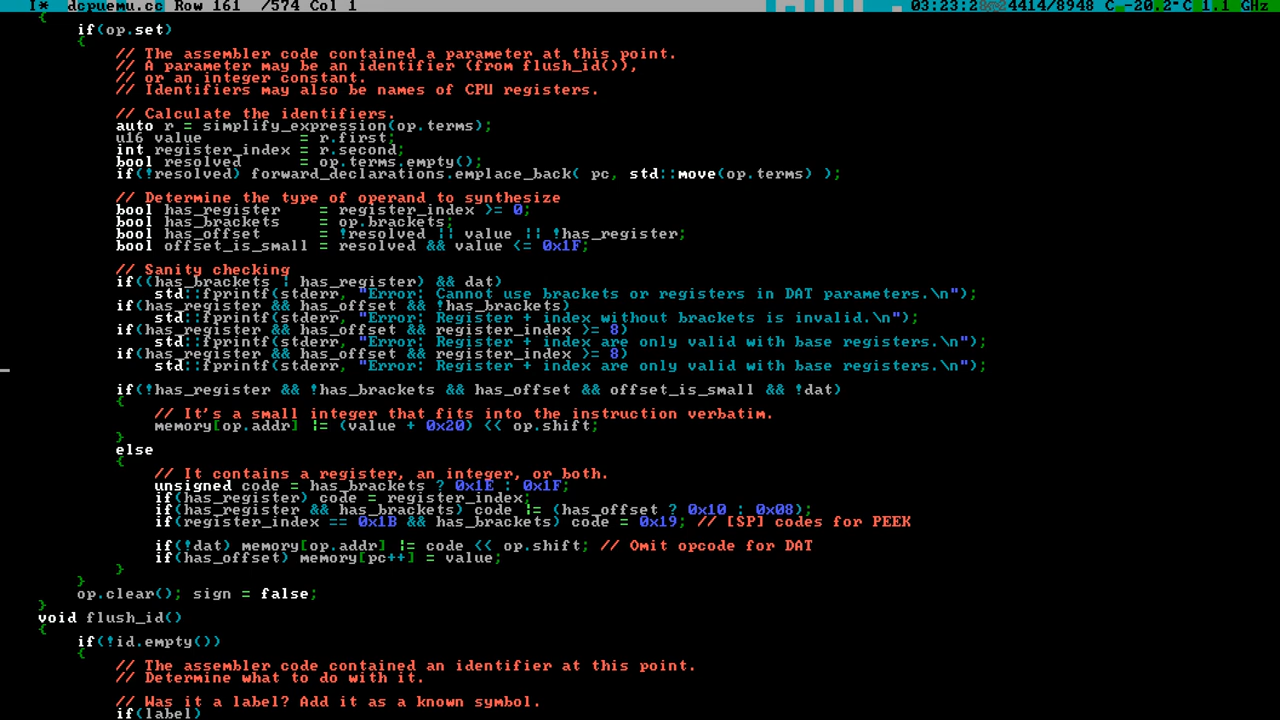 I* dcpuemu.cc Row 161 /574 Col 1 03:23:28 24414/8948 C -20.2°C 1.1 GHz
{
if(op.set)
{
// The assembler code contained a parameter at this point.
// A parameter may be an identifier (from flush_id()),
// or an integer constant.
// Identifiers may also be names of CPU registers.
// Calculate the identifiers.
auto r = simplify_expression(op.terms);
u16 value = r.first;
int register_index = r.second;
bool resolved = op.terms.empty();
if(!resolved) forward_declarations.emplace_back( pc, std::move(op.terms) );
// Determine the type of operand to synthesize
bool has_register = register_index >= 0;
bool has_brackets = op.brackets;
bool has_offset = !resolved || value || !has_register;
bool offset_is_small = resolved && value <= 0x1F;
// Sanity checking
if((has_brackets | has_register) && dat)
std::fprintf(stderr, "Error: Cannot use brackets or registers in DAT parameters.\n");
if(has_register && has_offset && !has_brackets)
std::fprintf(stderr, "Error: Register + index without brackets is invalid.\n");
if(has_register && has_offset && register_index >= 8)
std::fprintf(stderr, "Error: Register + index are only valid with base registers.\n");
if(has_register && has_offset && register_index >= 8)
std::fprintf(stderr, "Error: Register + index are only valid with base registers.\n");
if(!has_register && !has_brackets && has_offset && offset_is_small && !dat)
{
// It's a small integer that fits into the instruction verbatim.
memory[op.addr] |= (value + 0x20) << op.shift;
}
else
{
// It contains a register, an integer, or both.
unsigned code = has_brackets ? 0x1E : 0x1F;
if(has_register) code = register_index;
if(has_register && has_brackets) code |= (has_offset ? 0x10 : 0x08);
if(register_index == 0x1B && has_brackets) code = 0x19; // [SP] codes for PEEK
if(!dat) memory[op.addr] |= code << op.shift; // Omit opcode for DAT
if(has_offset) memory[pc++] = value;
}
}
op.clear(); sign = false;
}
void flush_id()
{
if(!id.empty())
{
// The assembler code contained an identifier at this point.
// Determine what to do with it.
// Was it a label? Add it as a known symbol.
if(label)